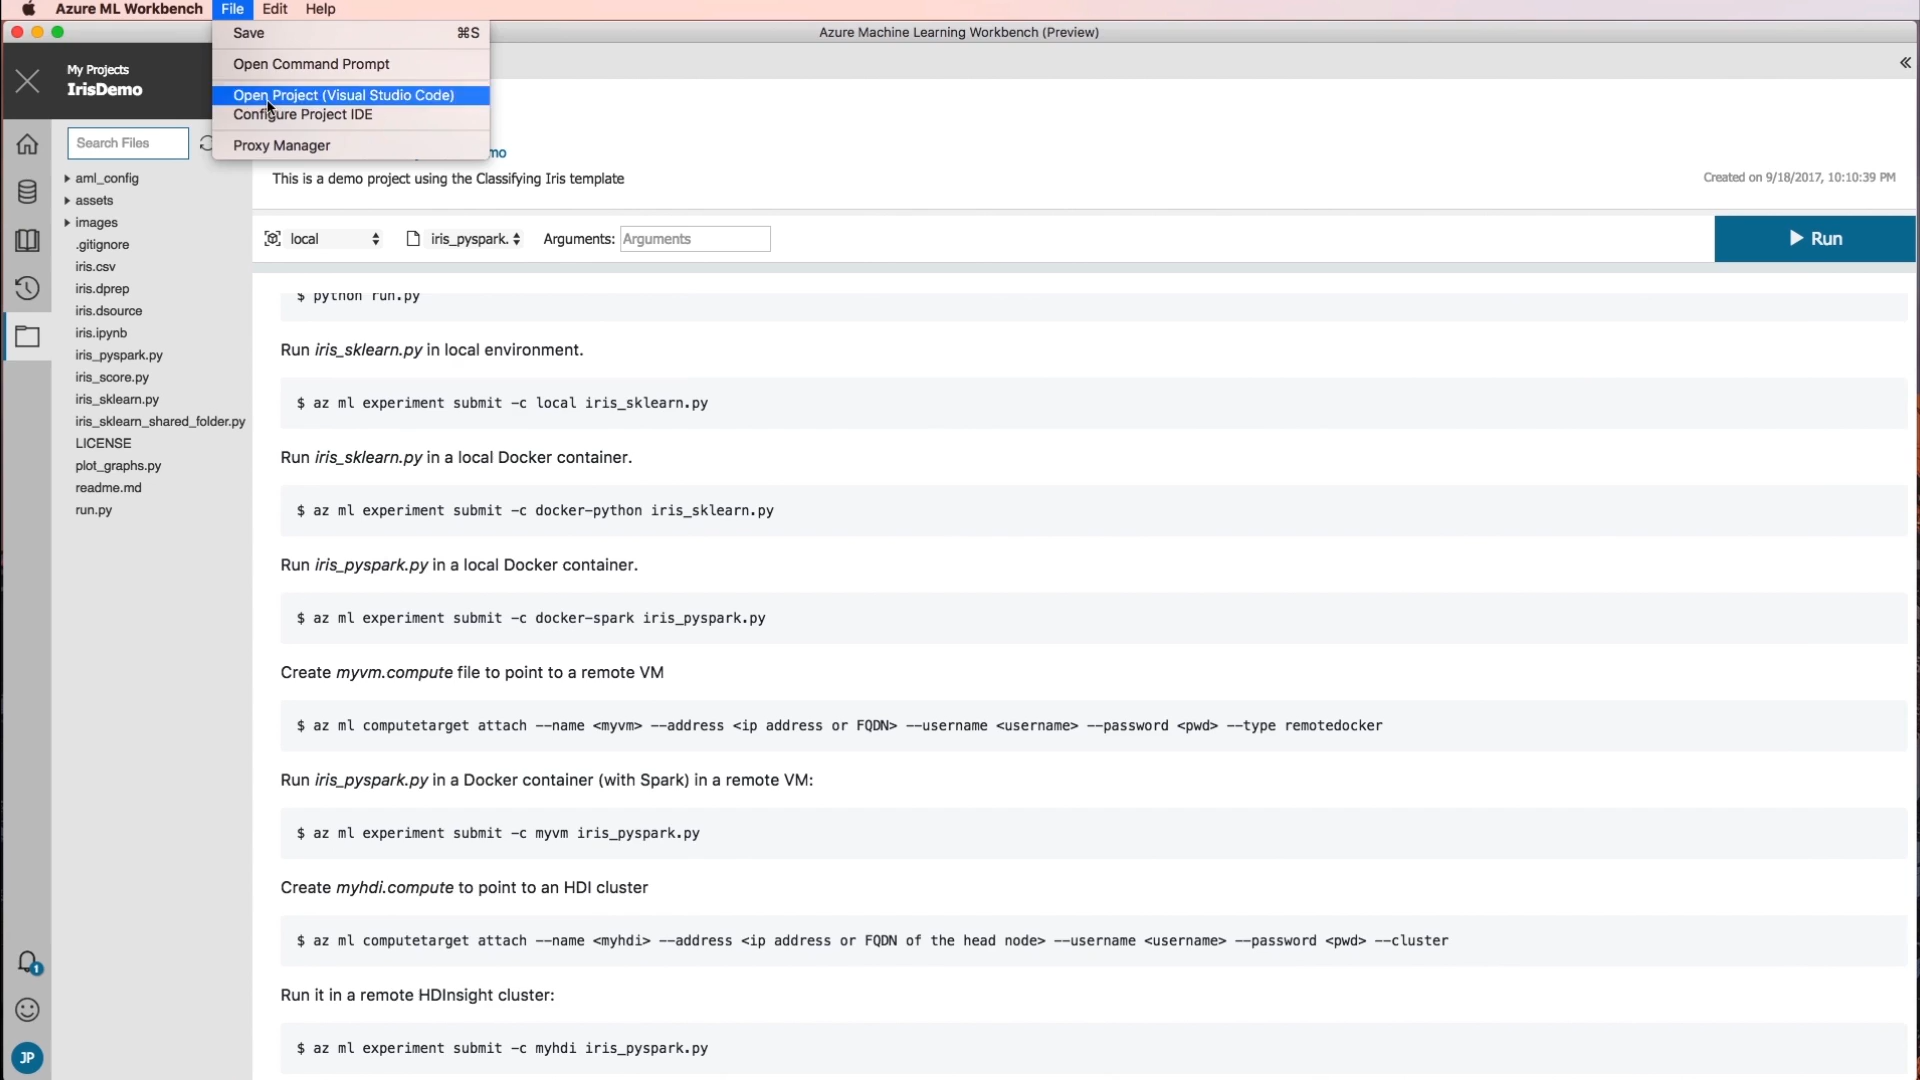 Azure ML Workbench File Edit Help
Azure Machine Learning Workbench (Preview)
Save ⌘S
Open Command Prompt
Open Project (Visual Studio Code)
Configure Project IDE
Proxy Manager
My Projects
IrisDemo
Search Files
aml_config
assets
images
.gitignore
iris.csv
iris.dprep
iris.dsource
iris.ipynb
iris_pyspark.py
iris_score.py
iris_sklearn.py
iris_sklearn_shared_folder.py
LICENSE
plot_graphs.py
readme.md
run.py
1
JP
mo
This is a demo project using the Classifying Iris template
Created on 9/18/2017, 10:10:39 PM
local iris_pyspark. Arguments: Arguments
Run
$ python run.py
Run iris_sklearn.py in local environment.
$ az ml experiment submit -c local iris_sklearn.py
Run iris_sklearn.py in a local Docker container.
$ az ml experiment submit -c docker-python iris_sklearn.py
Run iris_pyspark.py in a local Docker container.
$ az ml experiment submit -c docker-spark iris_pyspark.py
Create myvm.compute file to point to a remote VM
$ az ml computetarget attach --name <myvm> --address <ip address or FQDN> --username <username> --password <pwd> --type remotedocker
Run iris_pyspark.py in a Docker container (with Spark) in a remote VM:
$ az ml experiment submit -c myvm iris_pyspark.py
Create myhdi.compute to point to an HDI cluster
$ az ml computetarget attach --name <myhdi> --address <ip address or FQDN of the head node> --username <username> --password <pwd> --cluster
Run it in a remote HDInsight cluster:
$ az ml experiment submit -c myhdi iris_pyspark.py